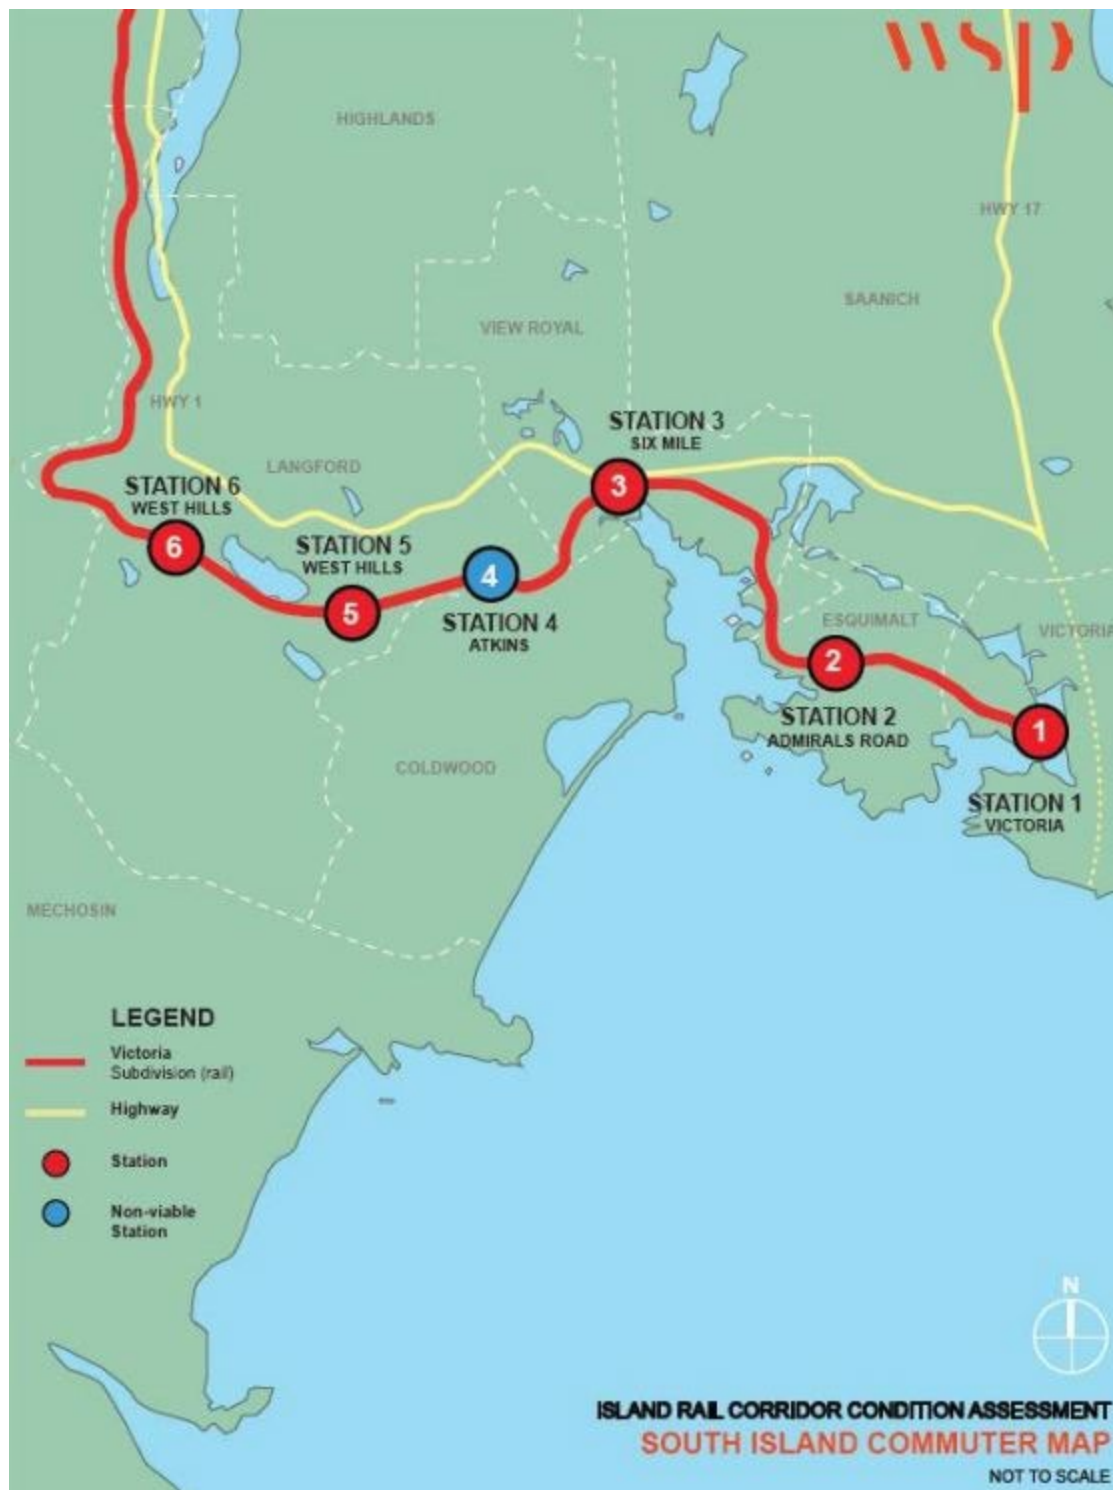 wsp
HIGHLANDS
HWY 17
SAANICH
VIEW ROYAL
HWY 1
STATION 3
SIX MILE
3
LANGFORD
STATION 6
WEST HILLS
6
STATION 5
WEST HILLS
5
4
STATION 4
ATKINS
ESQUIMALT
VICTORIA
2
STATION 2
ADMIRALS ROAD
1
STATION 1
VICTORIA
COLDWOOD
MECHOSIN
LEGEND
Victoria
Subdivision (rail)
Highway
Station
Non-viable
Station
N
ISLAND RAIL CORRIDOR CONDITION ASSESSMENT
SOUTH ISLAND COMMUTER MAP
NOT TO SCALE